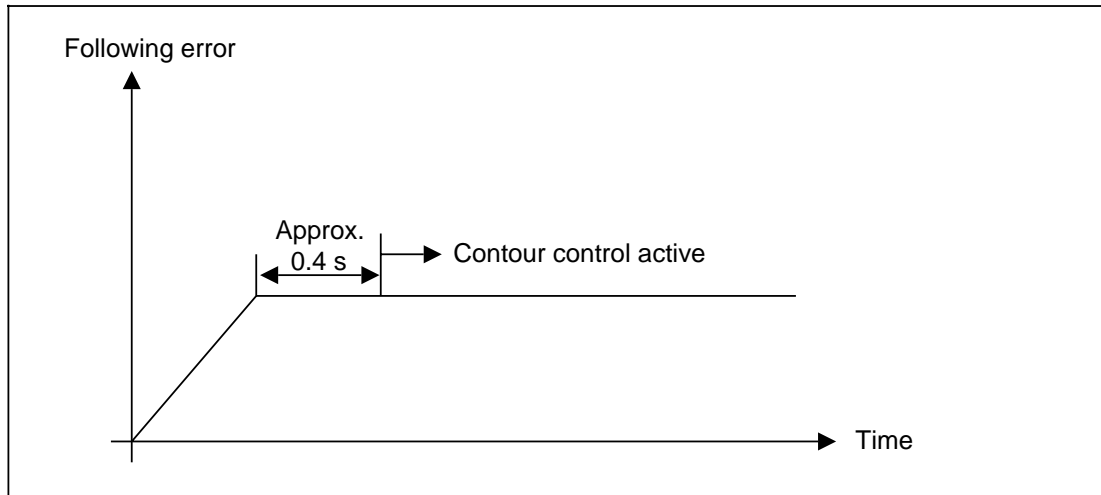 Following error
Approx.
0.4 s
Contour control active
Time